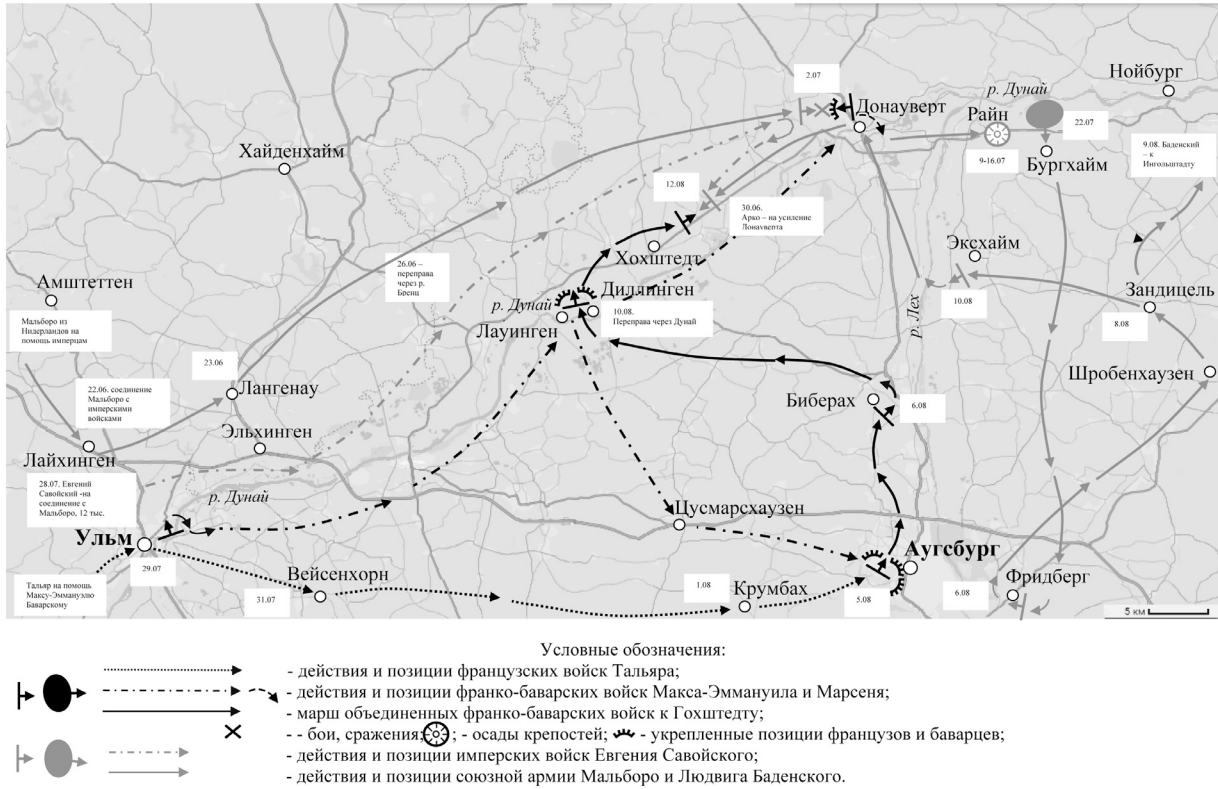 2.07
Нойбург
р. Дунай
Донауверт
Райн
22.07
9.08. Баденский
– к
Ингольштадту
Хайденхайм
9-16.07
Бургхайм
12.08
30.06.
Арко – на усиление
Донауверта
26.06 –
переправа
через р.
Бренц
Хохштедт
Эксхайм
Амштеттен
р. Дунай
Диллинген
10.08.
Переправа через Дунай
10.08
Зандицель
Мальборо из
Нидерландов на
помощь имперцам
Лауинген
р. Лех
8.08
23.06
Лангенау
Шробенхаузен
22.06. соединение
Мальборо с
имперскими
войсками
Биберах
6.08
Эльхинген
Лайхинген
28.07. Евгений
Савойский -на
соединение с
Мальборо, 12 тыс.
р. Дунай
Цусмарсхаузен
Ульм
Аугсбург
29.07
Тальяр на помощь
Максу-Эммануэлю
Баварскому
31.07
Вейсенхорн
1.08
Крумбах
5.08
6.08
Фридберг
5 км
Условные обозначения:
- действия и позиции французских войск Тальяра;
- действия и позиции франко-баварских войск Макса-Эммануила и Марсеня;
- марш объединенных франко-баварских войск к Гохштедту;
- - бои, сражения; ; - осады крепостей; - укрепленные позиции французов и баварцев;
- действия и позиции имперских войск Евгения Савойского;
- действия и позиции союзной армии Мальборо и Людвига Баденского.